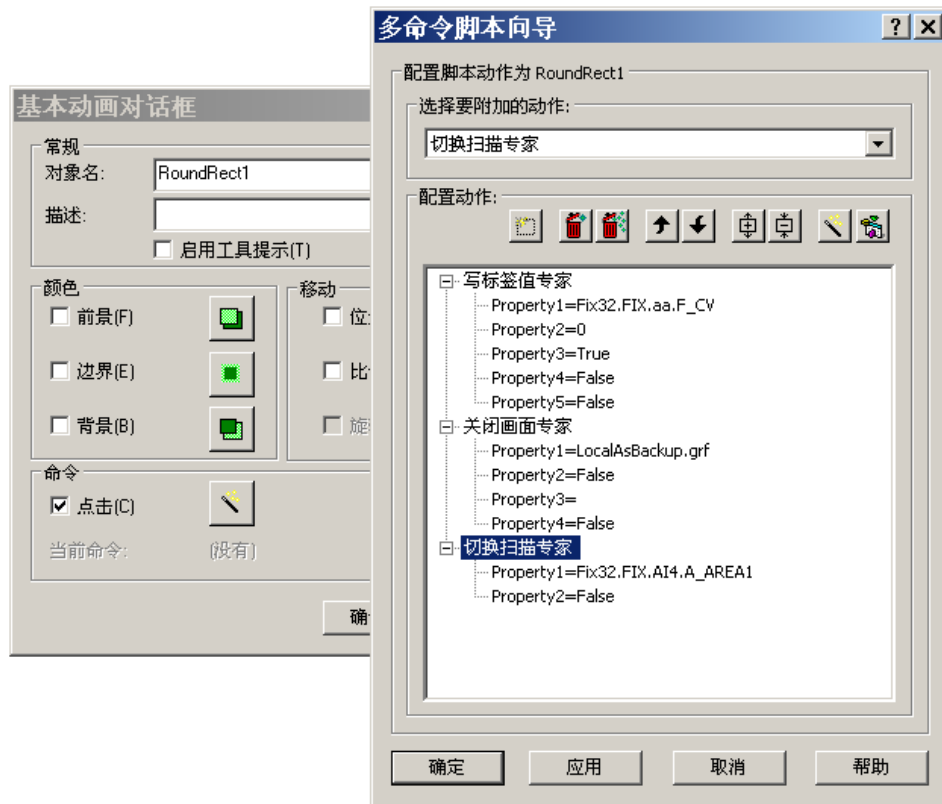 基本动画对话框
常规
对象名:
RoundRect1
描述:
启用工具提示(T)
颜色
前景(F)
边界(E)
背景(B)
移动
位
命令
点击(C)
当前命令:
(没有)
确
多命令脚本向导
配置脚本动作为 RoundRect1
选择要附加的动作:
切换扫描专家
配置动作:
写标签值专家
Property1=Fix32.FIX.aa.F_CV
Property2=0
Property3=True
Property4=False
Property5=False
关闭画面专家
Property1=LocalAsBackup.grf
Property2=False
Property3=
Property4=False
切换扫描专家
Property1=Fix32.FIX.AI4.A_AREA1
Property2=False
确定
应用
取消
帮助